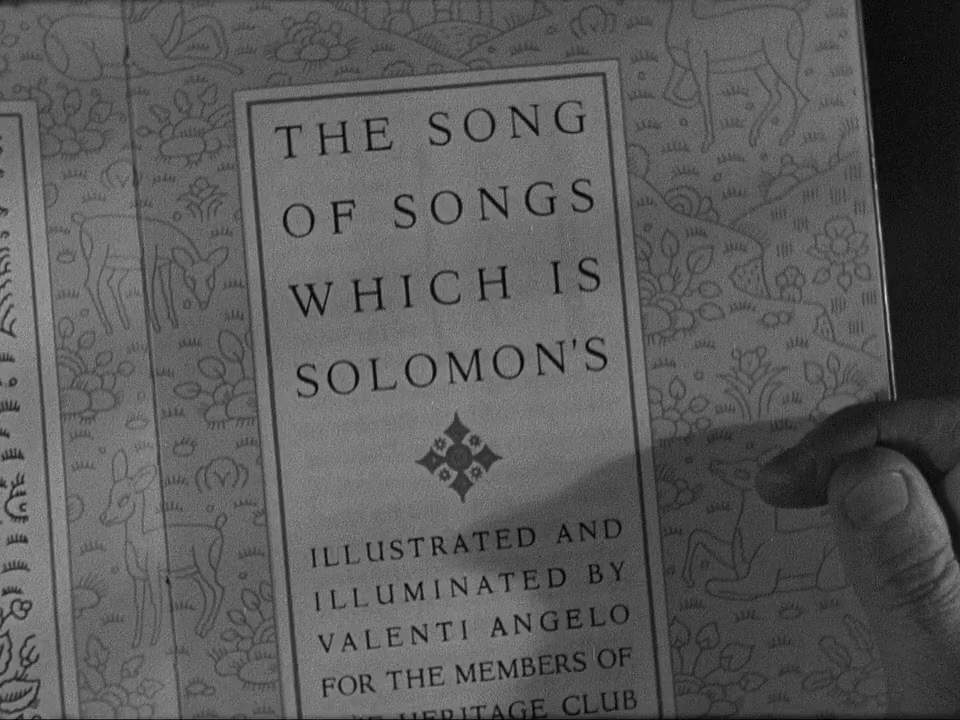 THE SONG
OF SONGS
WHICH IS
SOLOMON'S
ILLUSTRATED AND
ILLUMINATED BY
VALENTI ANGELO
FOR THE MEMBERS OF
HERITAGE CLUB